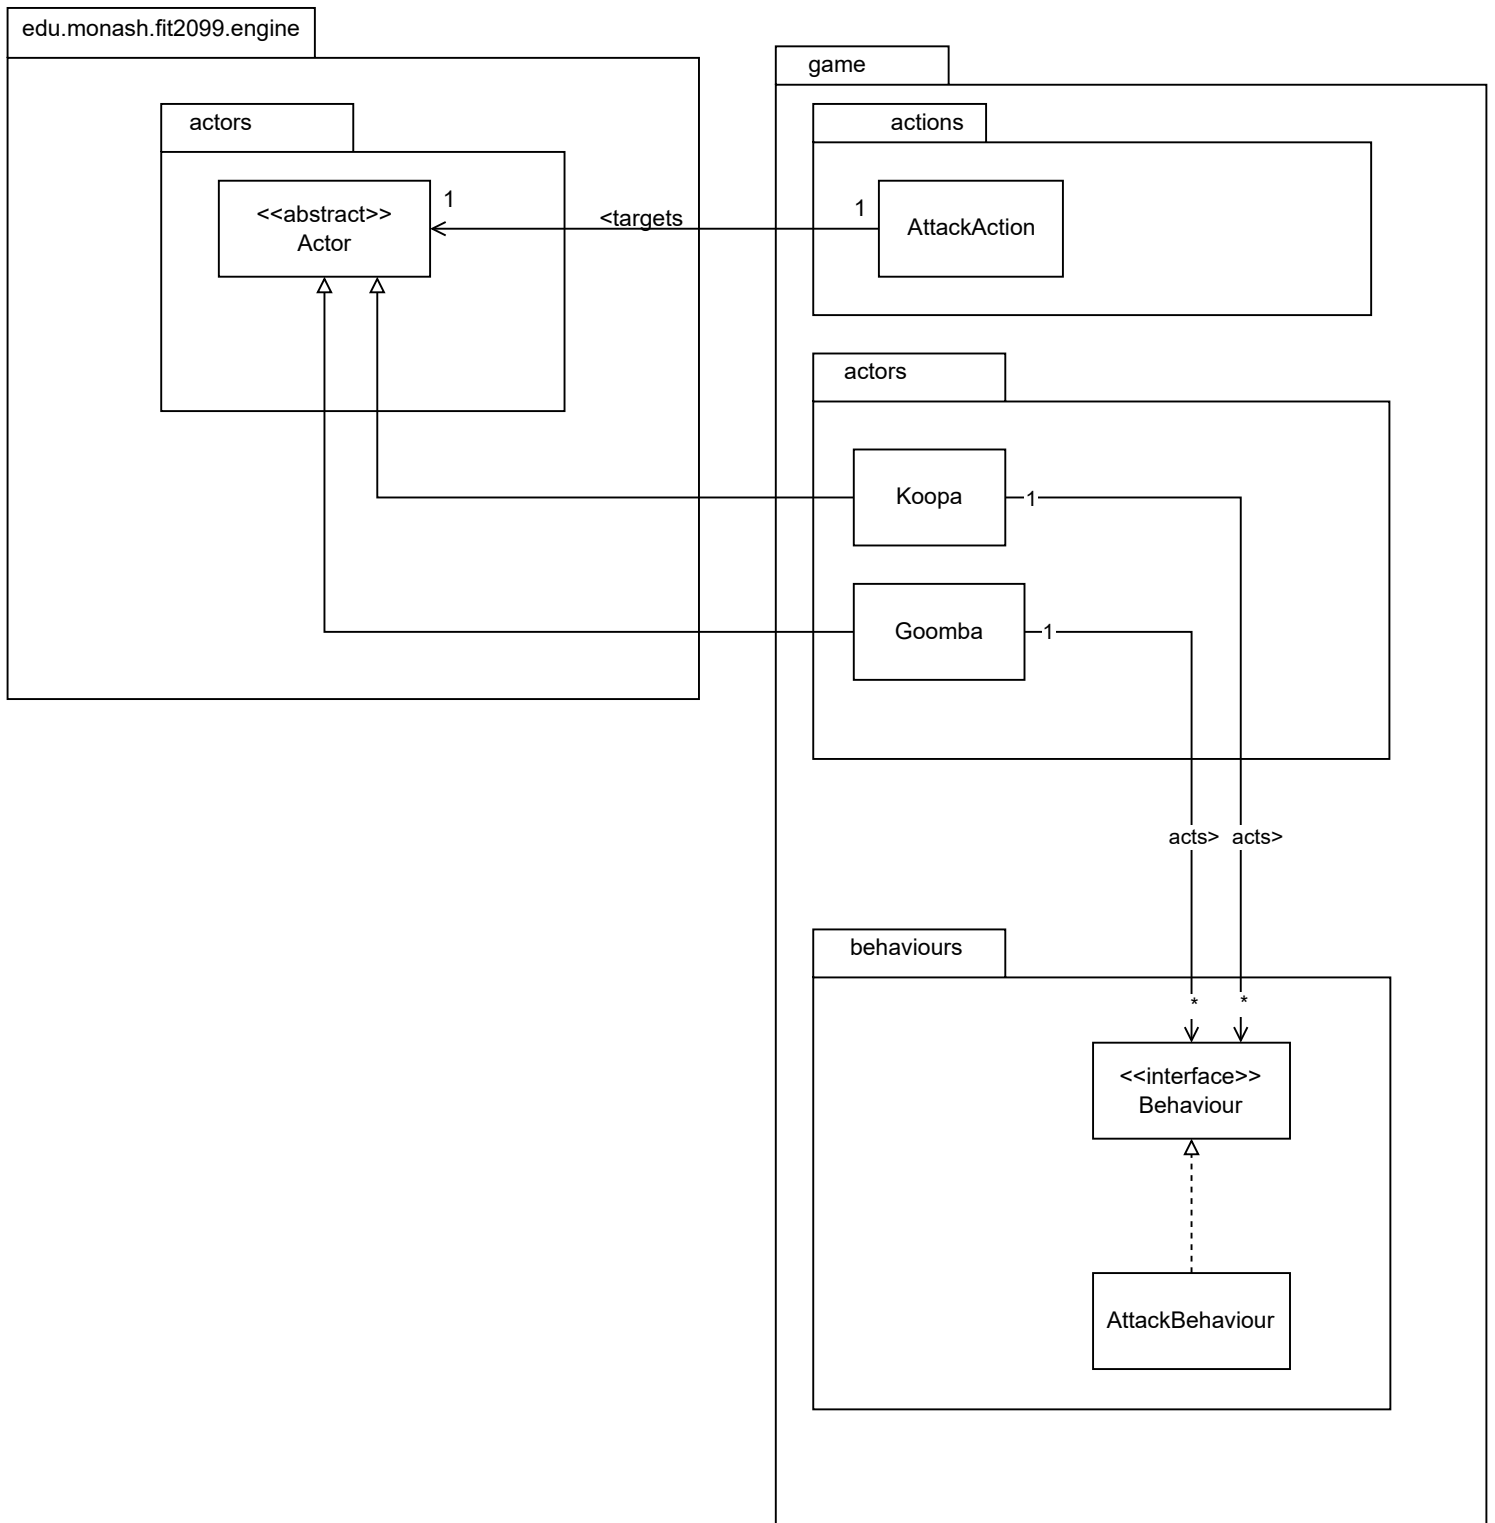 edu.monash.fit2099.engine
game
actors
actions
<<abstract>>
Actor
1
<targets
1
AttackAction
actors
Koopa
1
Goomba
1
acts>
acts>
behaviours
*
*
<<interface>>
Behaviour
AttackBehaviour